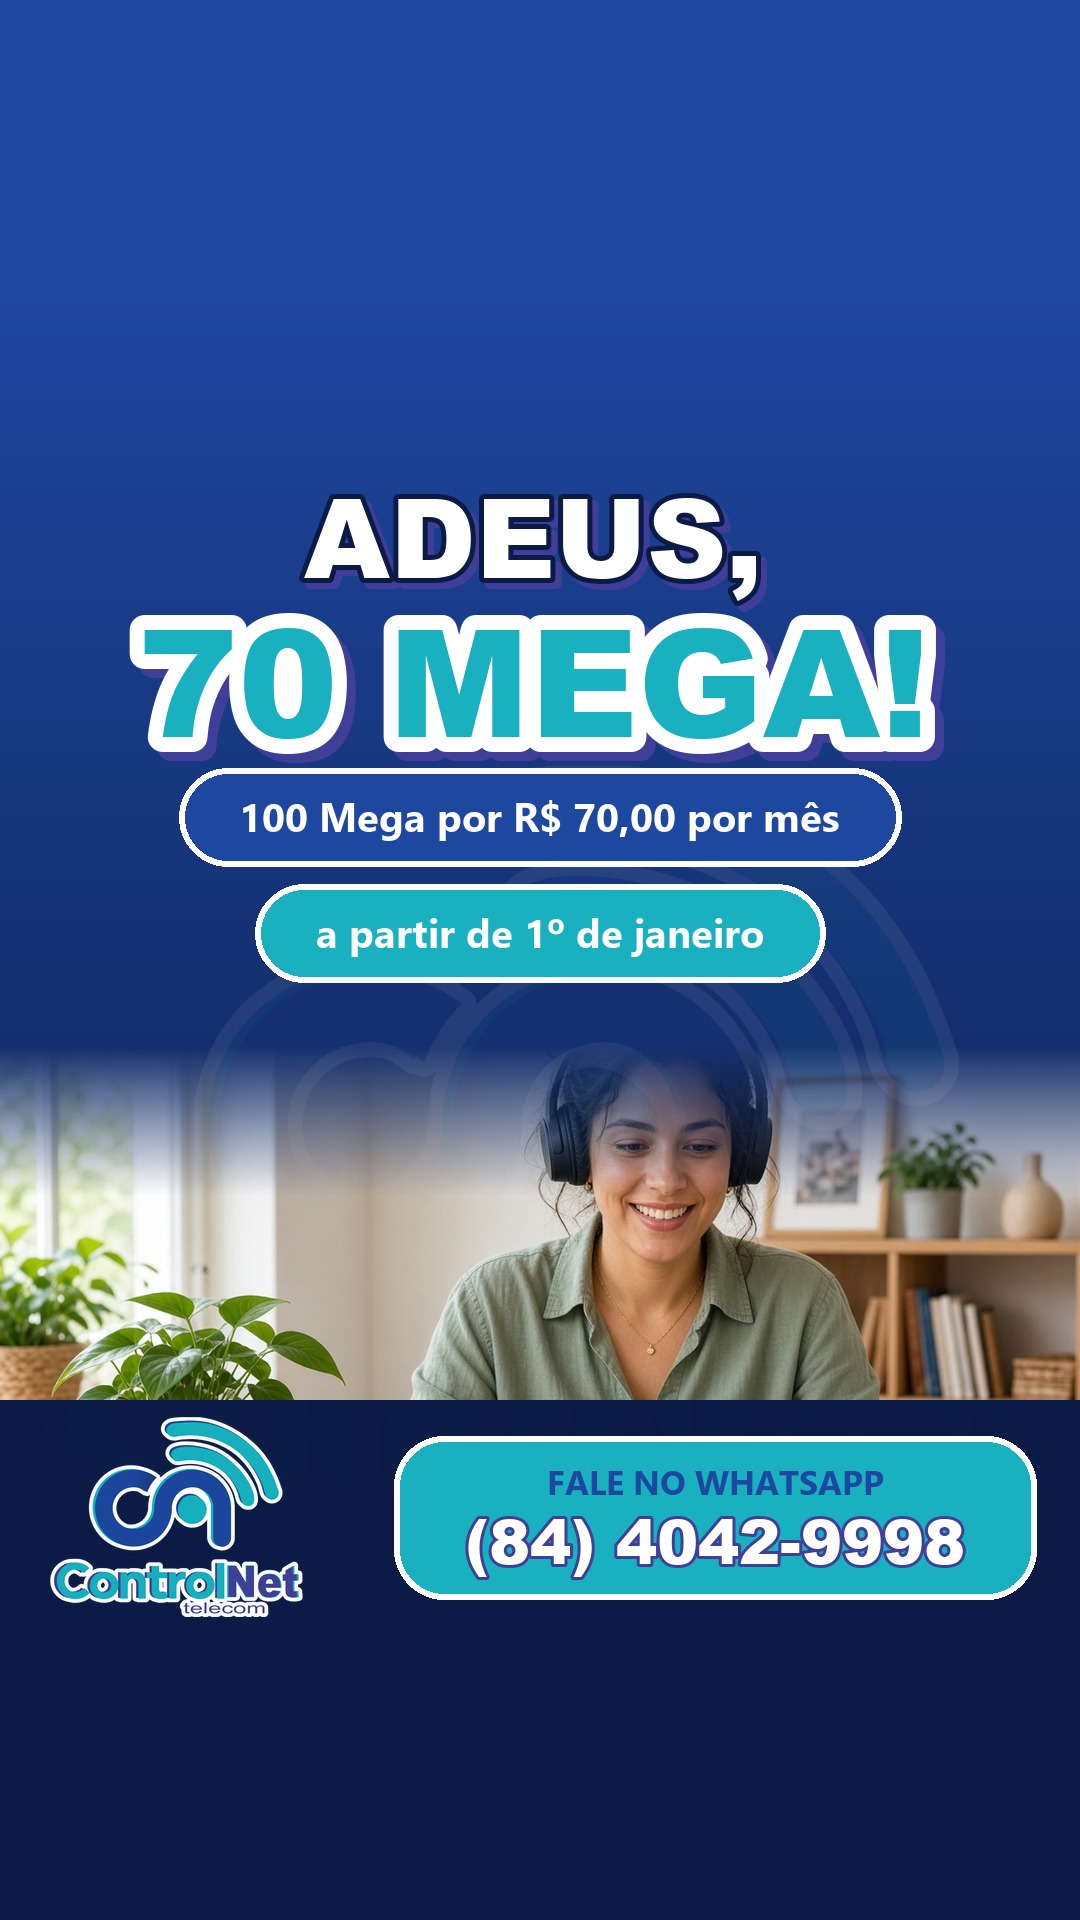 ADEUS,
70 MEGA!
100 Mega por R$ 70,00 por mês
a partir de 1º de janeiro
FALE NO WHATSAPP
(84) 4042-9998
ControlNet
telecom